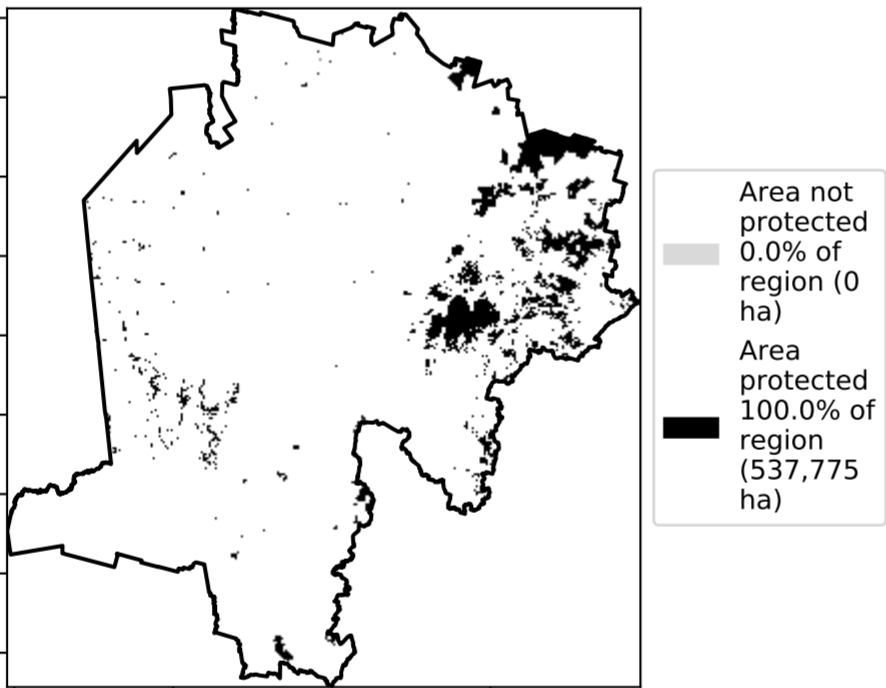 Area not
protected
0.0% of
region (0
ha)
Area
protected
100.0% of
region
(537,775
ha)